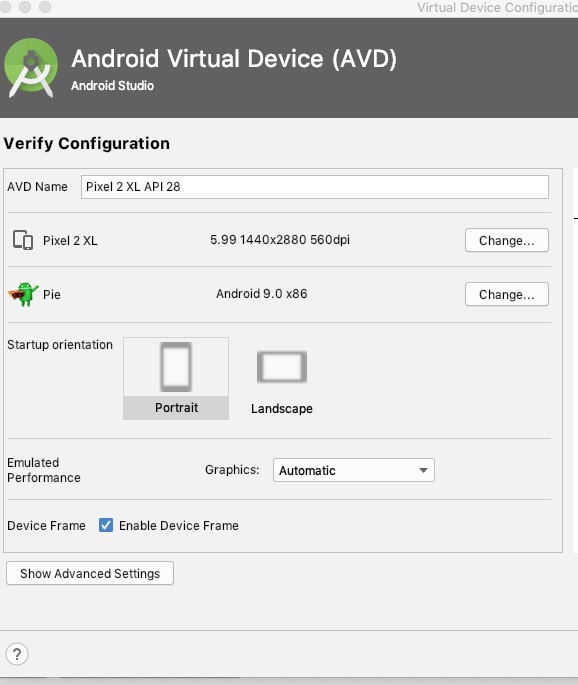 Virtual Device Configuratio
Android Virtual Device (AVD)
Android Studio
Verify Configuration
AVD Name Pixel 2 XL API 28
Pixel 2 XL 5.99 1440x2880 560dpi Change...
Pie Android 9.0 x86 Change...
Startup orientation
Portrait Landscape
Emulated
Performance
Graphics: Automatic
Device Frame Enable Device Frame
Show Advanced Settings
?